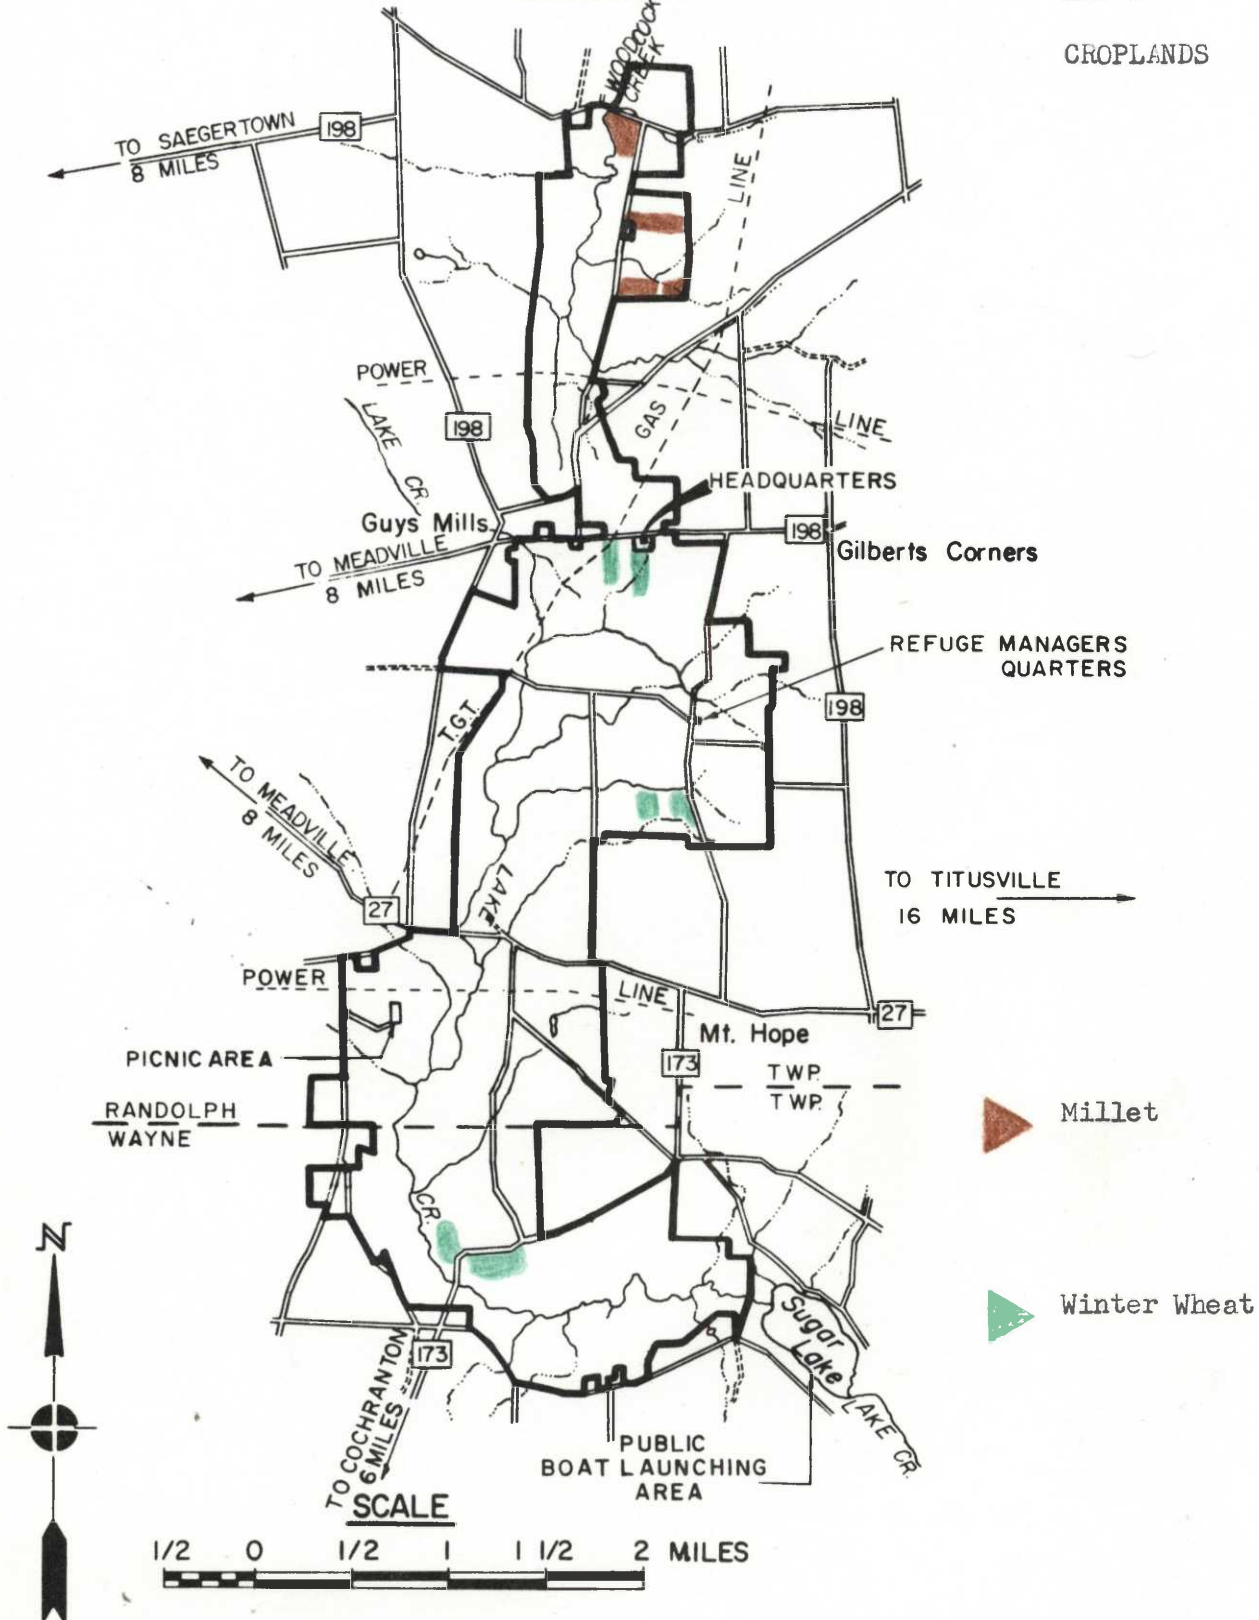 CROPLANDS
WOODCOCK
CREEK
TO SAEGERTOWN
8 MILES
198
LINE
POWER
LAKE CR.
198
GAS
LINE
HEADQUARTERS
Guys Mills
198
Gilberts Corners
TO MEADVILLE
8 MILES
REFUGE MANAGERS
QUARTERS
198
T.G.T.
TO MEADVILLE
8 MILES
LAKE
27
TO TITUSVILLE
16 MILES
POWER
LINE
27
Mt. Hope
PICNIC AREA
173
TWP.
TWP.
RANDOLPH
WAYNE
Millet
CR.
N
Winter Wheat
Sugar
Lake
173
TO COCHRANTON
6 MILES
LAKE CR.
PUBLIC
BOAT LAUNCHING
AREA
SCALE
1/2 0 1/2 1 1 1/2 2 MILES